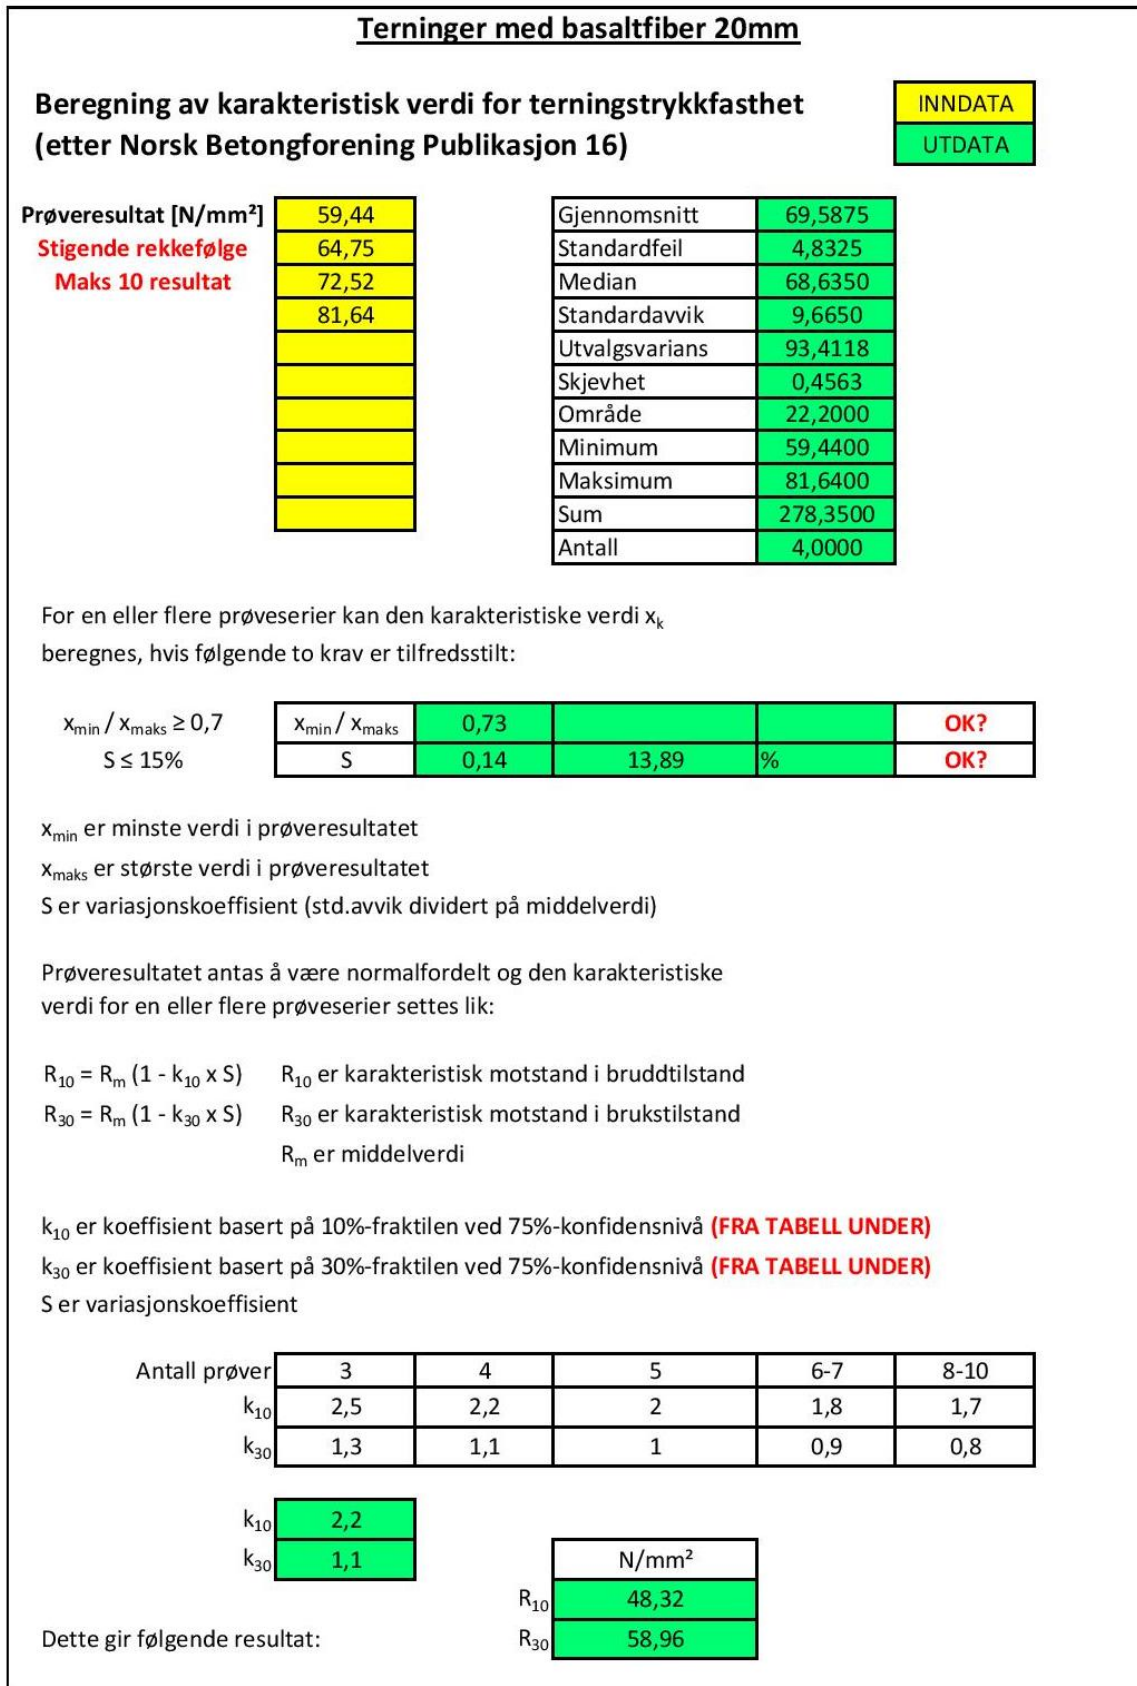 Terninger med basaltfiber 20mm
Beregning av karakteristisk verdi for terningstrykkfasthet
(etter Norsk Betongforening Publikasjon 16)
INNDATA
UTDATA
Prøveresultat [N/mm²] 59,44
Stigende rekkefølge 64,75
Maks 10 resultat 72,52
81,64
Gjennomsnitt 69,5875
Standardfeil 4,8325
Median 68,6350
Standardavvik 9,6650
Utvalgsvarians 93,4118
Skjevhet 0,4563
Område 22,2000
Minimum 59,4400
Maksimum 81,6400
Sum 278,3500
Antall 4,0000
For en eller flere prøveserier kan den karakteristiske verdi xk
beregnes, hvis følgende to krav er tilfredsstilt:
xmin / xmaks ≥ 0,7 xmin / xmaks 0,73 OK?
S ≤ 15% S 0,14 13,89 % OK?
xmin er minste verdi i prøveresultatet
xmaks er største verdi i prøveresultatet
S er variasjonskoeffisient (std.avvik dividert på middelverdi)
Prøveresultatet antas å være normalfordelt og den karakteristiske
verdi for en eller flere prøveserier settes lik:
R10 = Rm (1 - k10 x S) R10 er karakteristisk motstand i bruddtilstand
R30 = Rm (1 - k30 x S) R30 er karakteristisk motstand i brukstilstand
Rm er middelverdi
k10 er koeffisient basert på 10%-fraktilen ved 75%-konfidensnivå (FRA TABELL UNDER)
k30 er koeffisient basert på 30%-fraktilen ved 75%-konfidensnivå (FRA TABELL UNDER)
S er variasjonskoeffisient
Antall prøver 3 4 5 6-7 8-10
k10 2,5 2,2 2 1,8 1,7
k30 1,3 1,1 1 0,9 0,8
k10 2,2
k30 1,1
N/mm²
R10 48,32
Dette gir følgende resultat: R30 58,96